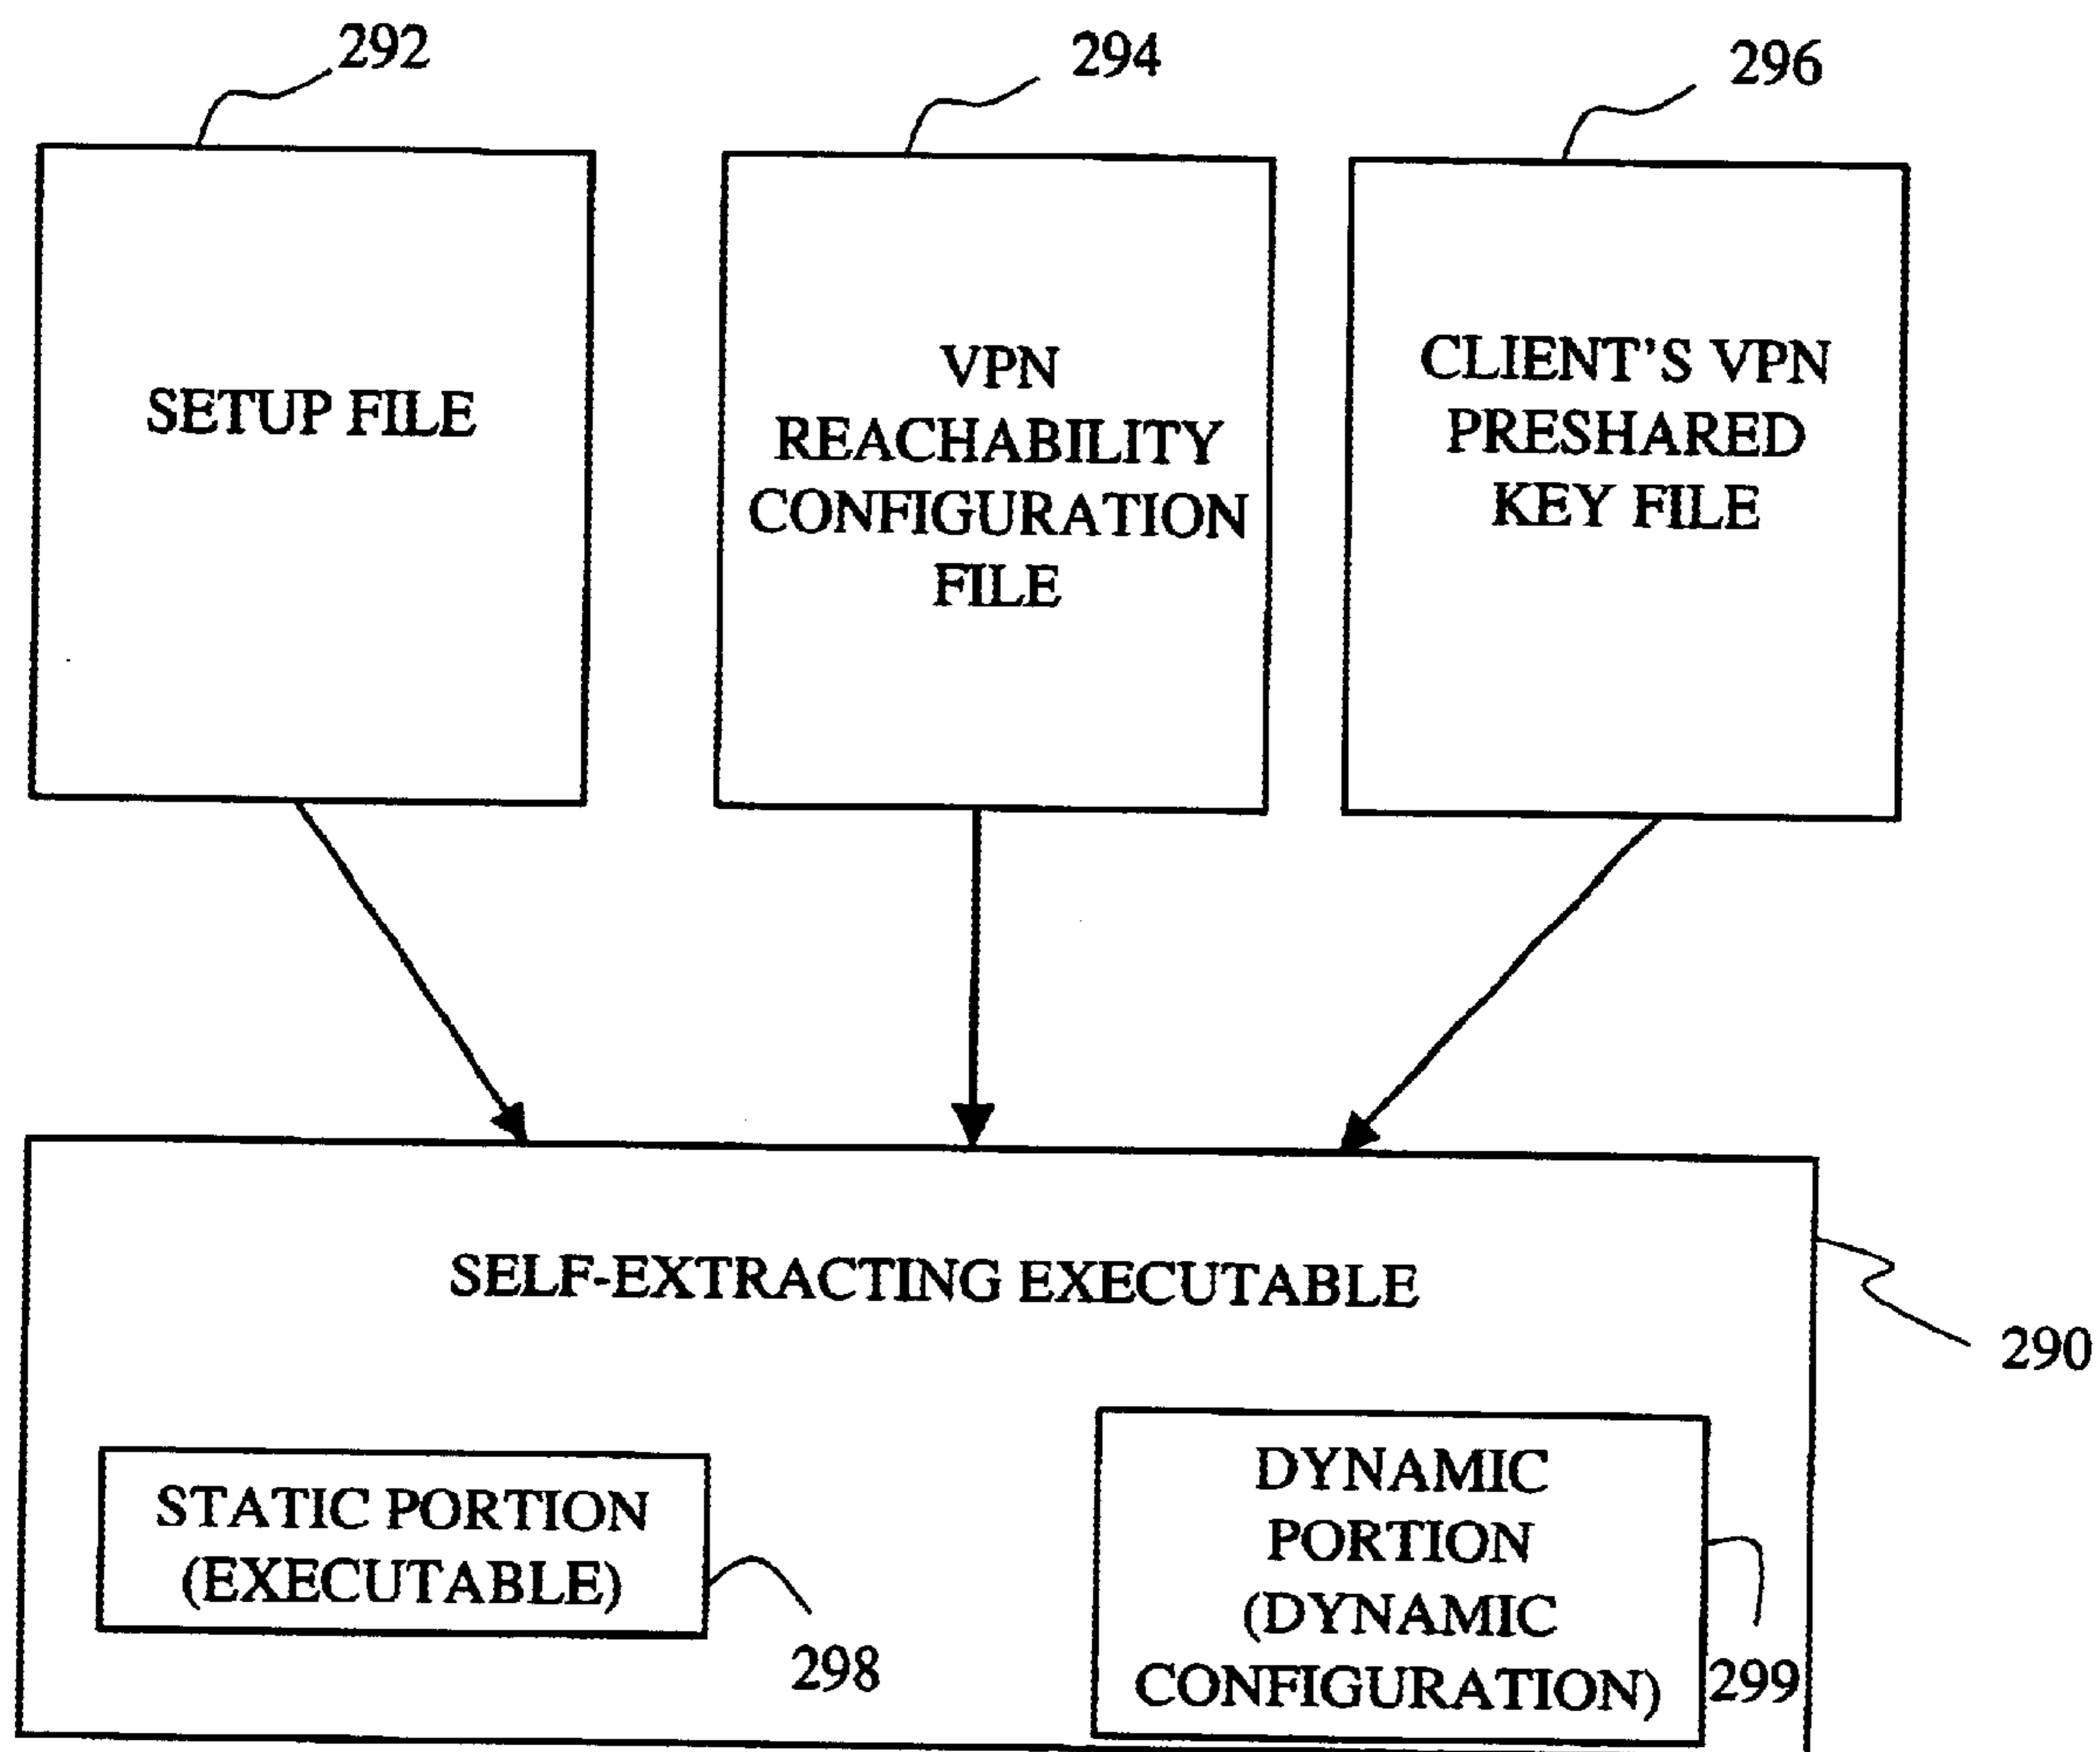 292
294
296
SETUP FILE
VPN
REACHABILITY
CONFIGURATION
FILE
CLIENT'S VPN
PRESHARED
KEY FILE
SELF-EXTRACTING EXECUTABLE
290
STATIC PORTION
(EXECUTABLE)
298
DYNAMIC
PORTION
(DYNAMIC
CONFIGURATION)
299